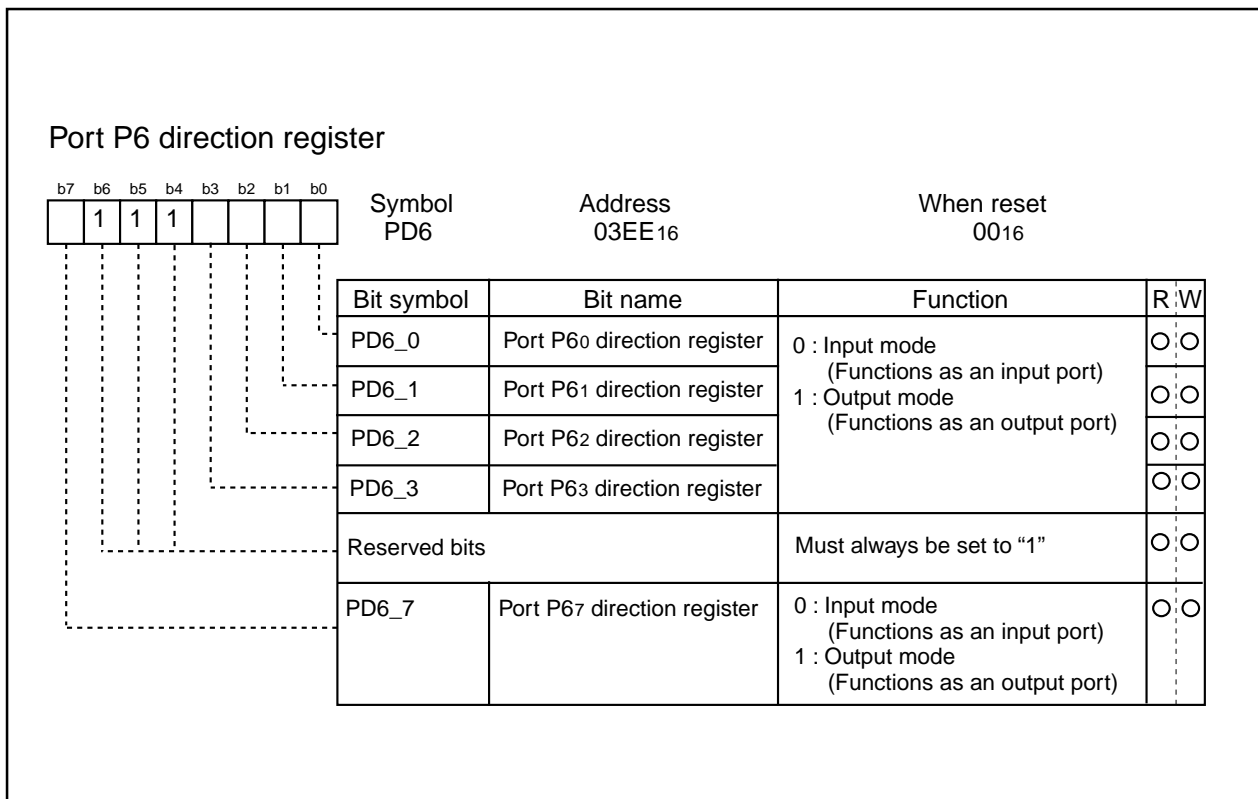 Port P6 direction register
b7 b6 b5 b4 b3 b2 b1 b0
1 1 1
Symbol Address When reset
PD6 03EE16 0016
Bit symbol Bit name Function R W
PD6_0 Port P60 direction register 0 : Input mode
(Functions as an input port)
1 : Output mode
(Functions as an output port)
PD6_1 Port P61 direction register
PD6_2 Port P62 direction register
PD6_3 Port P63 direction register
Reserved bits Must always be set to “1”
PD6_7 Port P67 direction register 0 : Input mode
(Functions as an input port)
1 : Output mode
(Functions as an output port)